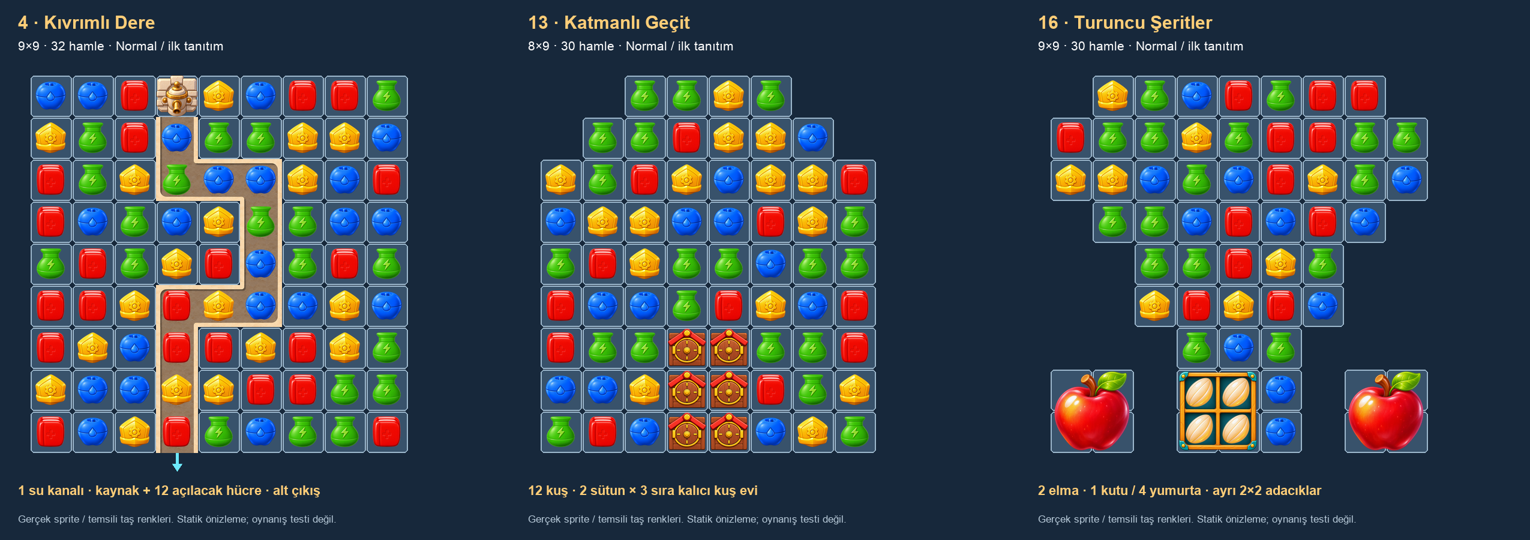 4 · Kıvrımlı Dere
9×9 · 32 hamle · Normal / ilk tanıtım
1 su kanalı · kaynak + 12 açılacak hücre · alt çıkış
Gerçek sprite / temsili taş renkleri. Statik önizleme; oynanış testi değil.
13 · Katmanlı Geçit
8×9 · 30 hamle · Normal / ilk tanıtım
12 kuş · 2 sütun × 3 sıra kalıcı kuş evi
Gerçek sprite / temsili taş renkleri. Statik önizleme; oynanış testi değil.
16 · Turuncu Şeritler
9×9 · 30 hamle · Normal / ilk tanıtım
2 elma · 1 kutu / 4 yumurta · ayrı 2×2 adacıklar
Gerçek sprite / temsili taş renkleri. Statik önizleme; oynanış testi değil.